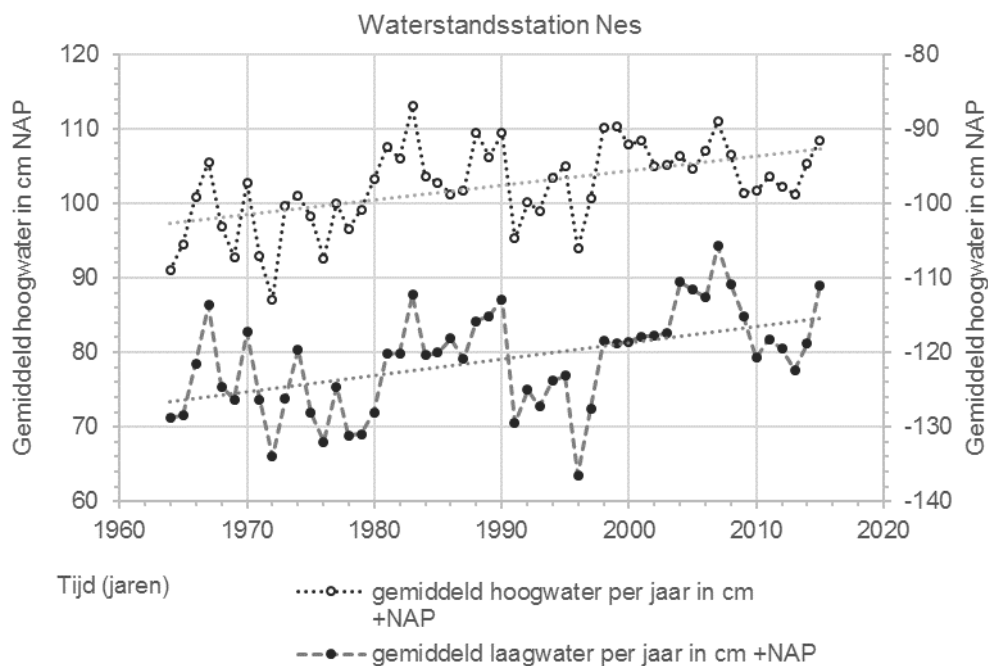 Waterstandsstation Nes
Gemiddeld hoogwater in cm NAP
120
110
100
90
80
70
60
-80
-90
-100
-110
-120
-130
-140
Gemiddeld hoogwater in cm NAP
1960 1970 1980 1990 2000 2010 2020
Tijd (jaren)
gemiddeld hoogwater per jaar in cm
+NAP
gemiddeld laagwater per jaar in cm +NAP